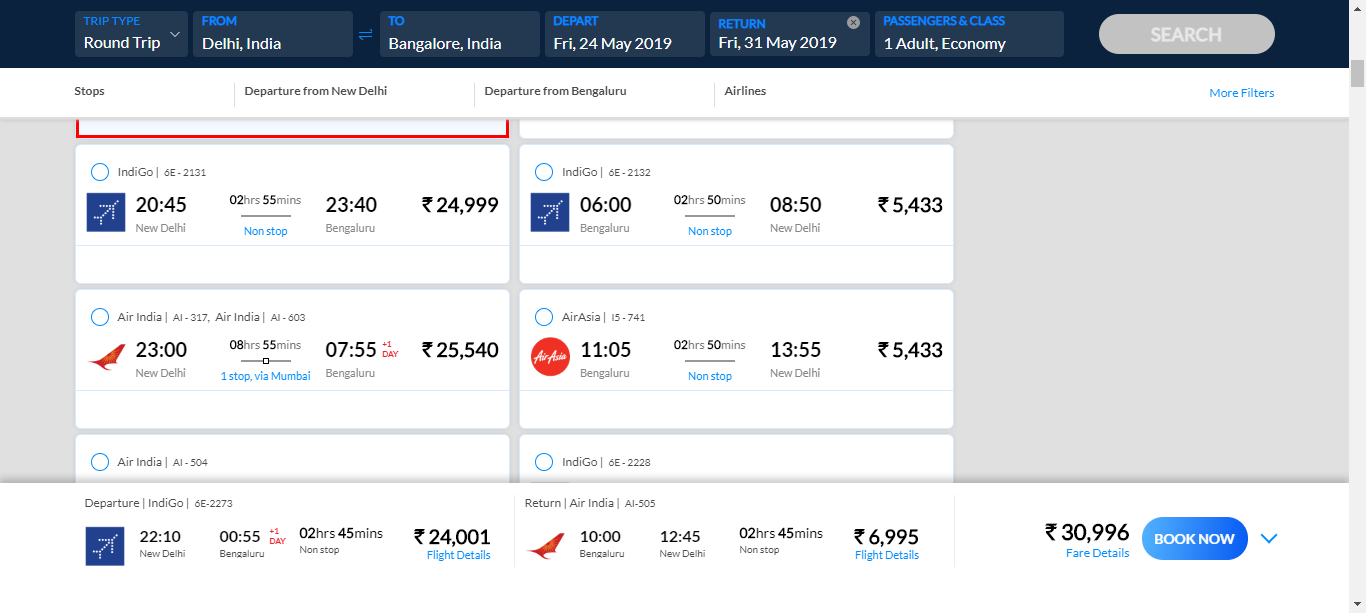 TRIP TYPE
Round Trip
FROM
Delhi, India
TO
Bangalore, India
DEPART
Fri, 24 May 2019
RETURN
Fri, 31 May 2019
PASSENGERS & CLASS
1 Adult, Economy
SEARCH
Stops
Departure from New Delhi
Departure from Bengaluru
Airlines
More Filters
IndiGo | 6E - 2131
20:45
New Delhi
02hrs 55mins
Non stop
23:40
Bengaluru
₹ 24,999
IndiGo | 6E - 2132
06:00
Bengaluru
02hrs 50mins
Non stop
08:50
New Delhi
₹ 5,433
Air India | AI - 317, Air India | AI - 603
23:00
New Delhi
08hrs 55mins
1 stop, via Mumbai
07:55 +1 DAY
Bengaluru
₹ 25,540
AirAsia | I5 - 741
AirAsia
11:05
Bengaluru
02hrs 50mins
Non stop
13:55
New Delhi
₹ 5,433
Air India | AI - 504
IndiGo | 6E - 2228
Departure | IndiGo | 6E-2273
22:10
New Delhi
00:55 +1 DAY
Bengaluru
02hrs 45mins
Non stop
₹ 24,001
Flight Details
Return | Air India | AI-505
10:00
Bengaluru
12:45
New Delhi
02hrs 45mins
Non stop
₹ 6,995
Flight Details
₹ 30,996
Fare Details
BOOK NOW